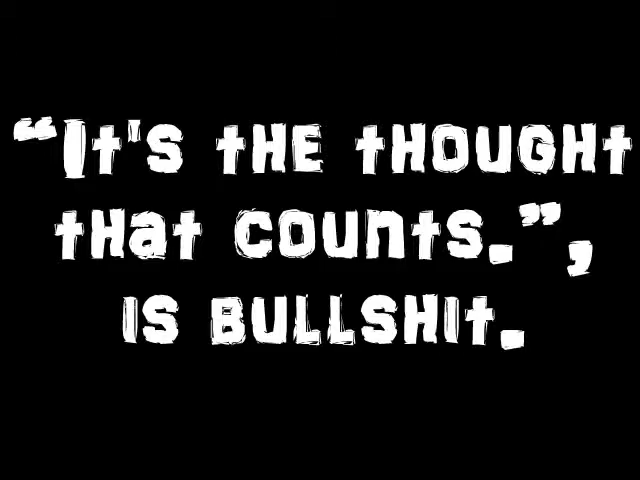 “It's the thought
that counts.”,
is bullshit.